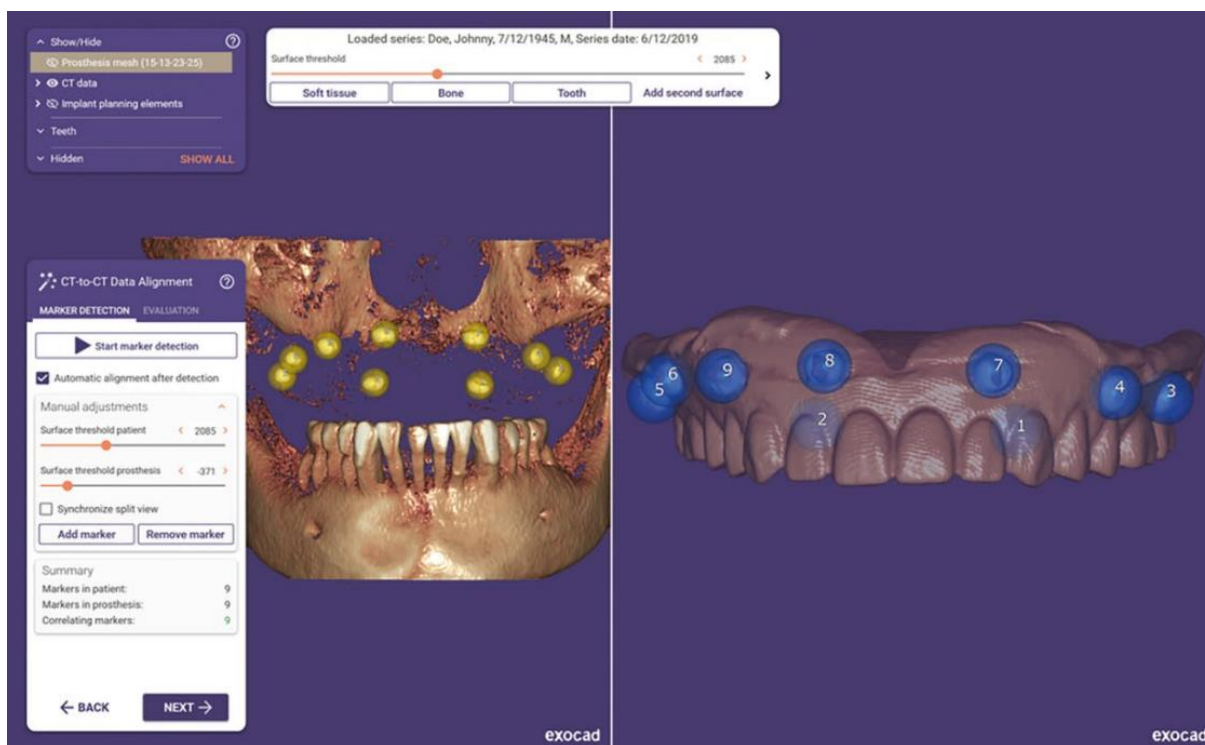 Show/Hide
Prosthesis mesh (15-13-23-25)
CT data
Implant planning elements
Teeth
Hidden SHOW ALL
Loaded series: Doe, Johnny, 7/12/1945, M, Series date: 6/12/2019
Surface threshold < 2085 >
Soft tissue Bone Tooth Add second surface
CT-to-CT Data Alignment
MARKER DETECTION EVALUATION
Start marker detection
Automatic alignment after detection
Manual adjustments
Surface threshold patient < 2085 >
Surface threshold prosthesis < -371 >
Synchronize split view
Add marker Remove marker
Summary
Markers in patient: 9
Markers in prosthesis: 9
Correlating markers: 9
BACK NEXT
exocad
6 9 8 7 4
5 3
2 1
exocad